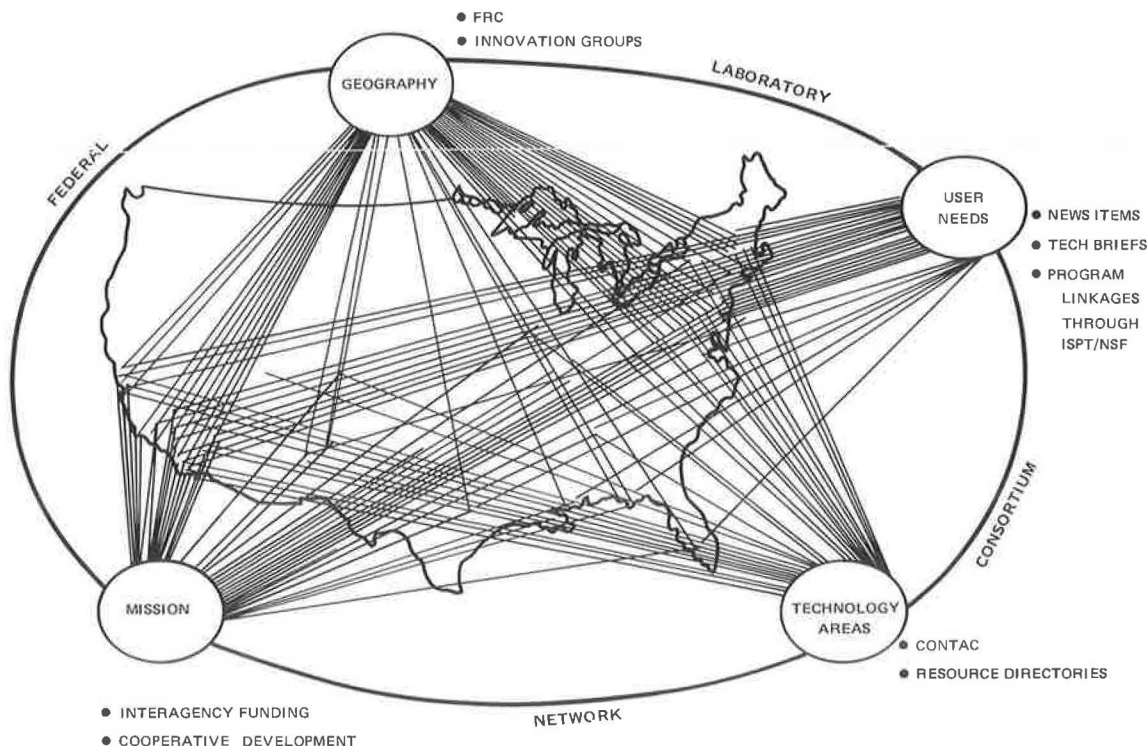 ● FRC
● INNOVATION GROUPS
GEOGRAPHY
LABORATORY
FEDERAL
USER
NEEDS
● NEWS ITEMS
● TECH BRIEFS
● PROGRAM
LINKAGES
THROUGH
ISPT/NSF
CONSORTIUM
MISSION
TECHNOLOGY
AREAS
● CONTAC
● RESOURCE DIRECTORIES
NETWORK
● INTERAGENCY FUNDING
● COOPERATIVE DEVELOPMENT